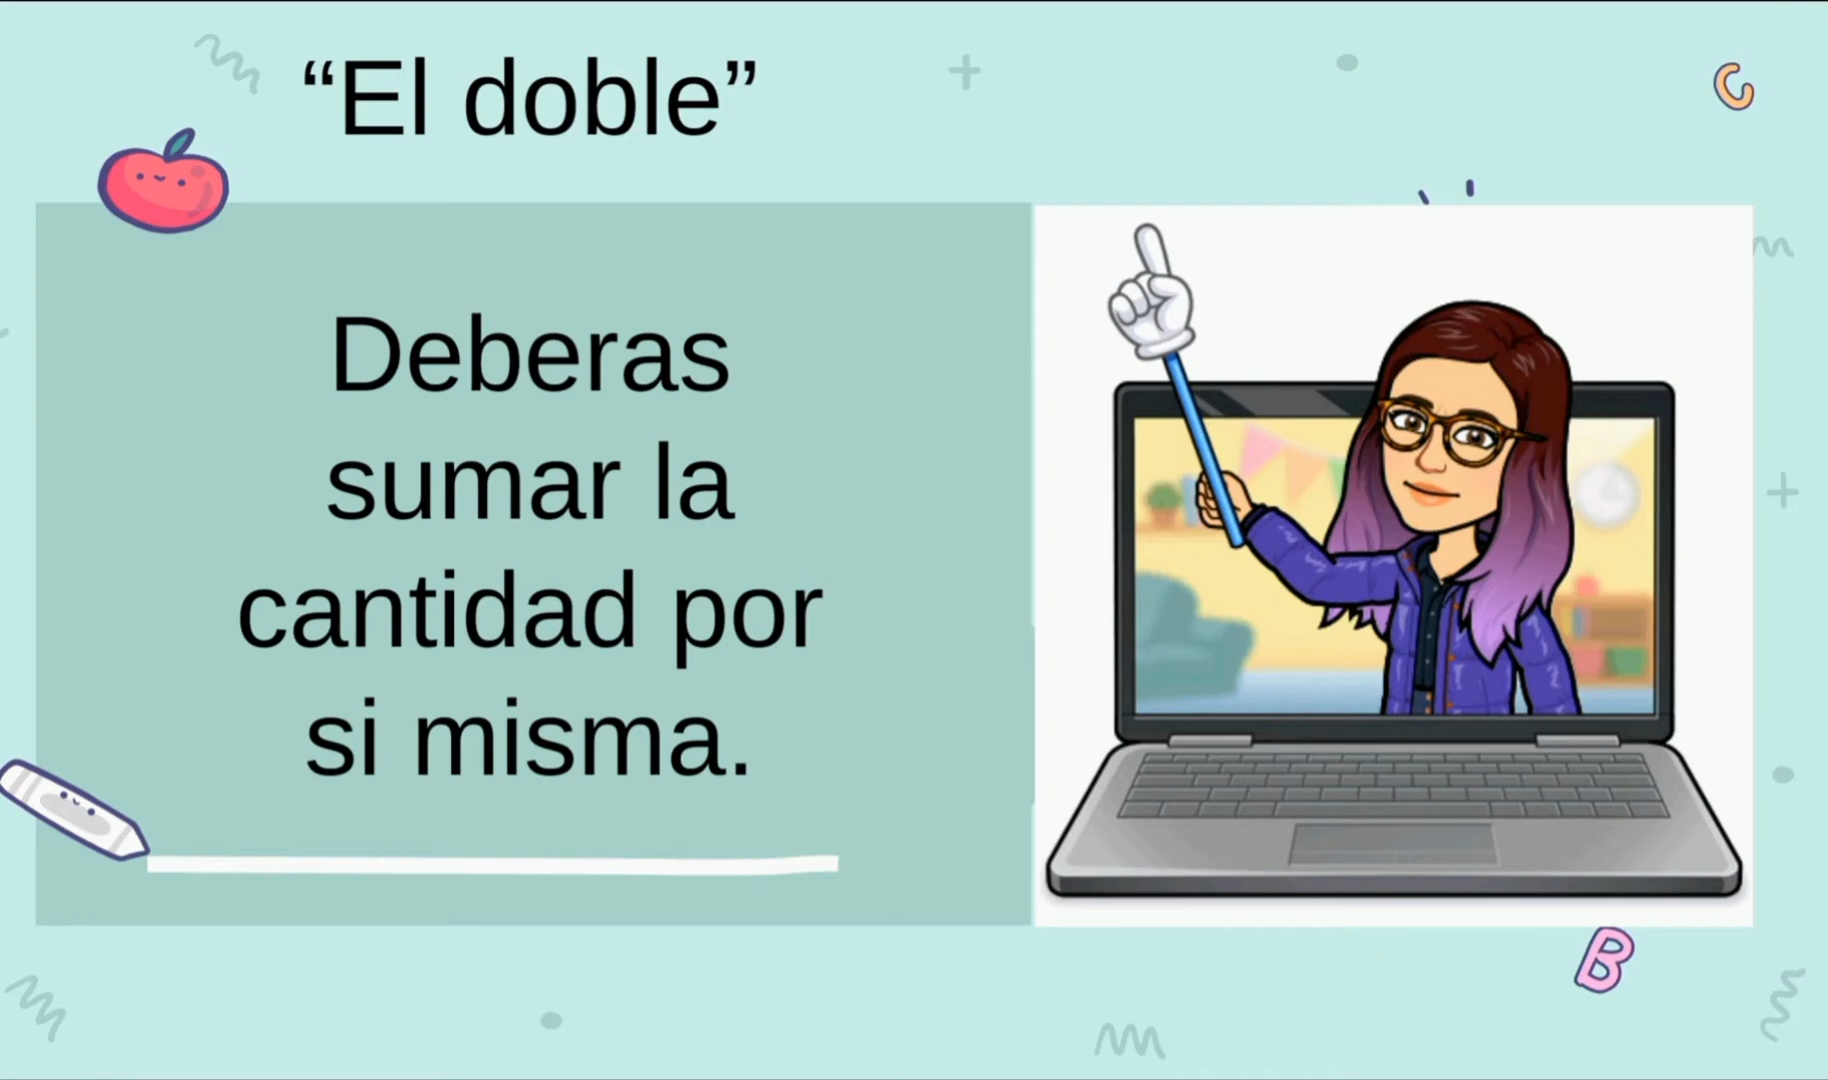 “El doble”
C
Deberas
sumar la
cantidad por
si misma.
B